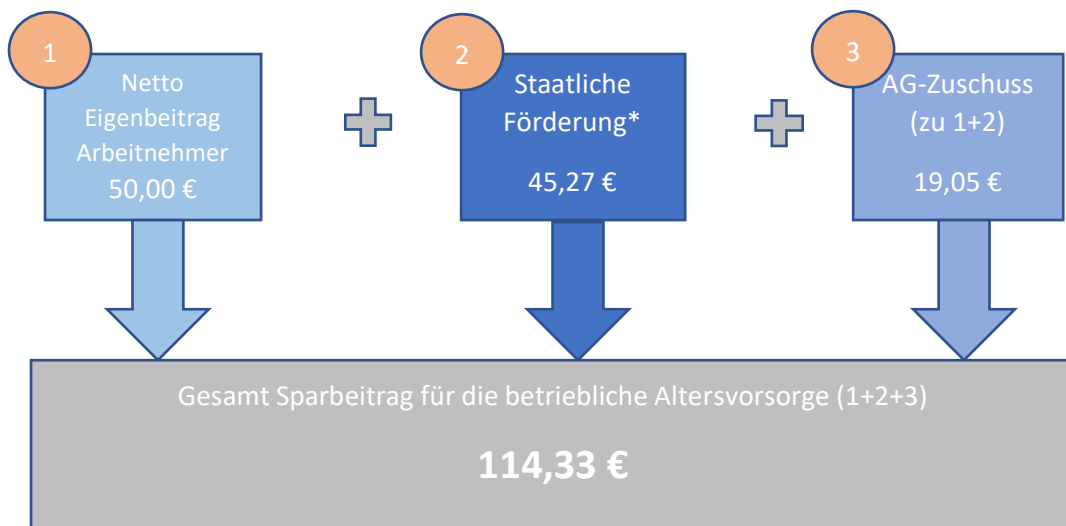 1
Netto
Eigenbeitrag
Arbeitnehmer
50,00 €
2
Staatliche
Förderung*
45,27 €
3
AG-Zuschuss
(zu 1+2)
19,05 €
Gesamt Sparbeitrag für die betriebliche Altersvorsorge (1+2+3)
114,33 €